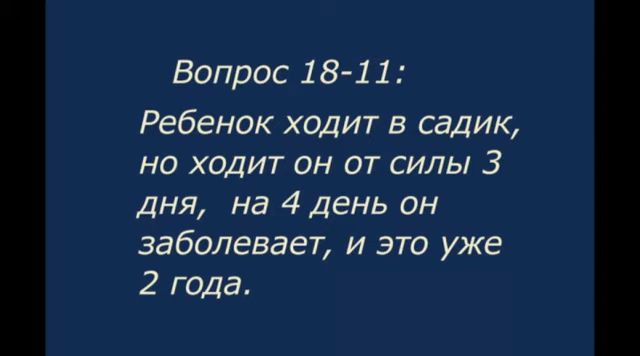 Вопрос 18-11:
Ребенок ходит в садик,
но ходит он от силы 3
дня,  на 4 день он
заболевает, и это уже
2 года.